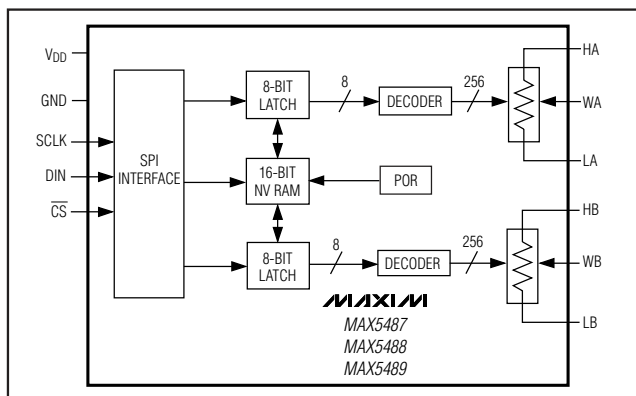 VDD
GND
SCLK
DIN
CS
SPI
INTERFACE
8-BIT
LATCH
8
DECODER
256
HA
WA
LA
16-BIT
NV RAM
POR
8-BIT
LATCH
8
DECODER
256
HB
WB
LB
MAXIM
MAX5487
MAX5488
MAX5489